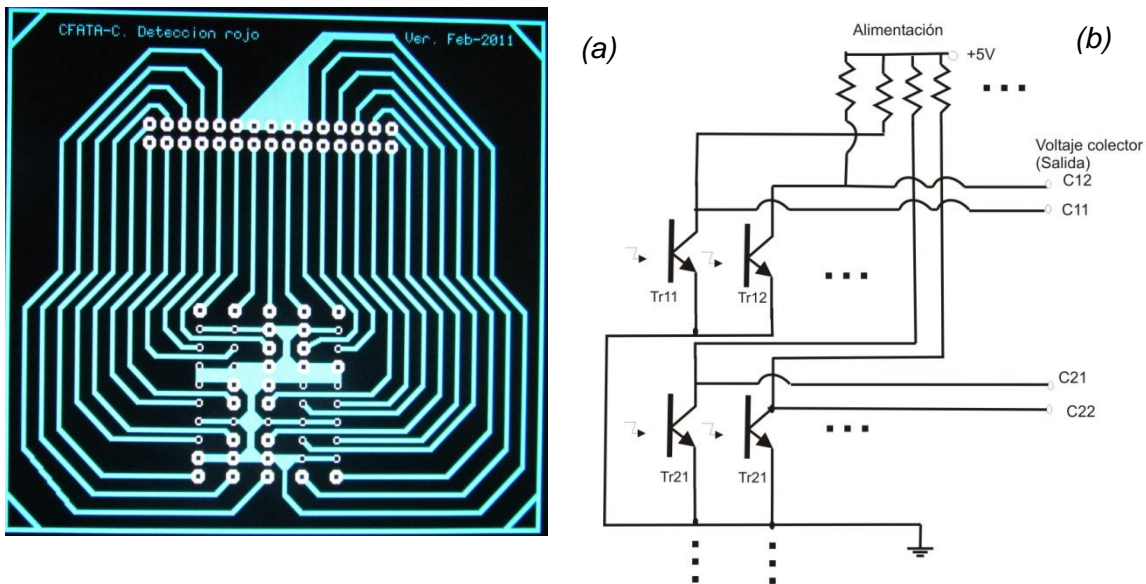 CFATA-C. Deteccion rojo
Ver. Feb-2011
(a)
(b)
Alimentación
+5V
Voltaje colector
(Salida)
C12
C11
Tr11
Tr12
C21
C22
Tr21
Tr21